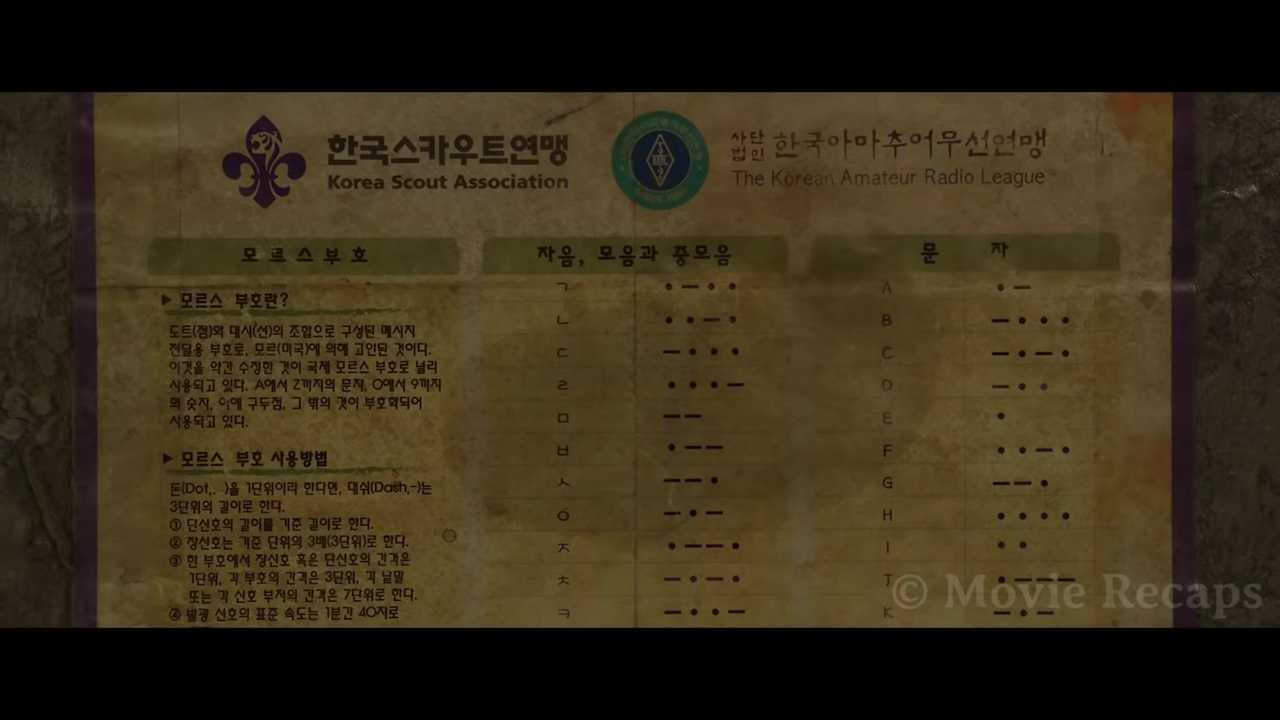 한국스카우트연맹
Korea Scout Association
사단
법인
한국아마추어무선연맹
The Korean Amateur Radio League
모르스부호
▶ 모르스 부호란?
도트(점)와 대시(선)의 조합으로 구성된 메시지
전달용 부호로, 모르(미국)에 의해 고안된 것이다.
이것을 약간 수정한 것이 국제 모르스 부호로 널리
사용되고 있다. A에서 Z까지의 문자, 0에서 9까지
의 숫자, 이에 구두점, 그 밖의 것이 부호화되어
사용되고 있다.
▶ 모르스 부호 사용방법
돈(Dot,. )을 1단위이라 한다면, 대쉬(Dash,-)는
3단위의 길이로 한다.
① 단신호의 길이를 기준 길이로 한다.
② 장신호는 기준 단위의 3배(3단위)로 한다.
③ 한 부호에서 장신호 혹은 단신호의 간격은
1단위, 각 부호의 간격은 3단위, 각 낱말
또는 각 신호 부저의 간격은 7단위로 한다.
④ 발광 신호의 표준 속도는 1분간 40자로
자음, 모음과 중모음
ㄱ •—••
ㄴ ••—•
ㄷ —•••
ㄹ •••—
ㅁ ——
ㅂ •——
ㅅ ——•
ㅇ —•—
ㅈ •——•
ㅊ —•—•
ㅋ —••—
문 자
A •—
B —•••
C —•—•
D —••
E •
F ••—•
G ——•
H ••••
I ••
J •———
K —•—
© Movie Recaps